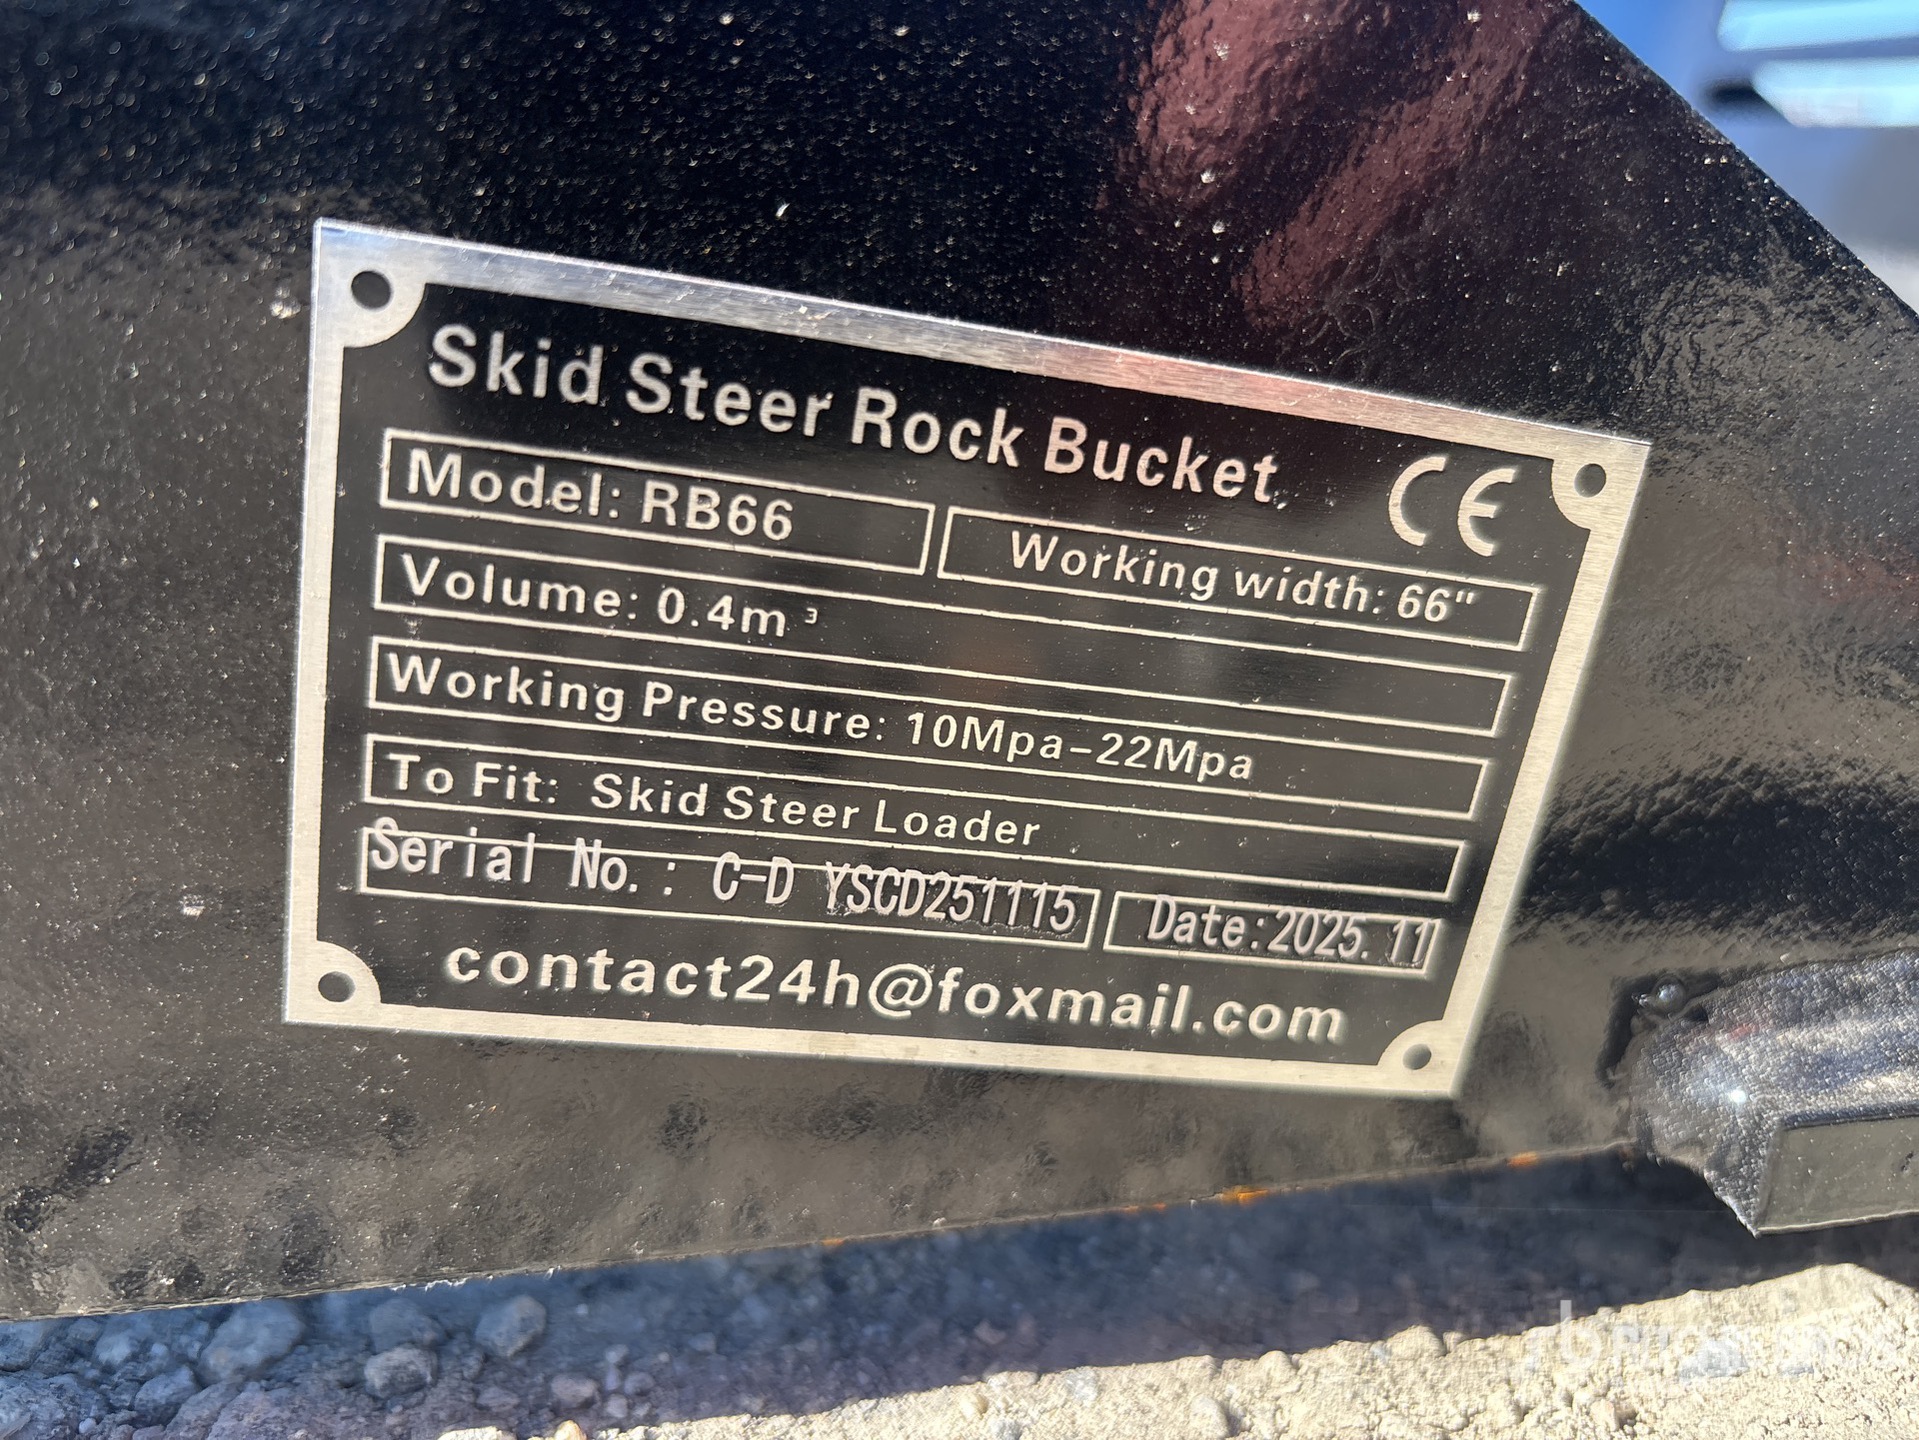 Skid Steer Rock Bucket
CE
Model: RB66
Working width: 66"
Volume: 0.4m³
Working Pressure: 10Mpa-22Mpa
To Fit: Skid Steer Loader
Serial No.: C-D YSCD251115
Date:2025.11
contact24h@foxmail.com